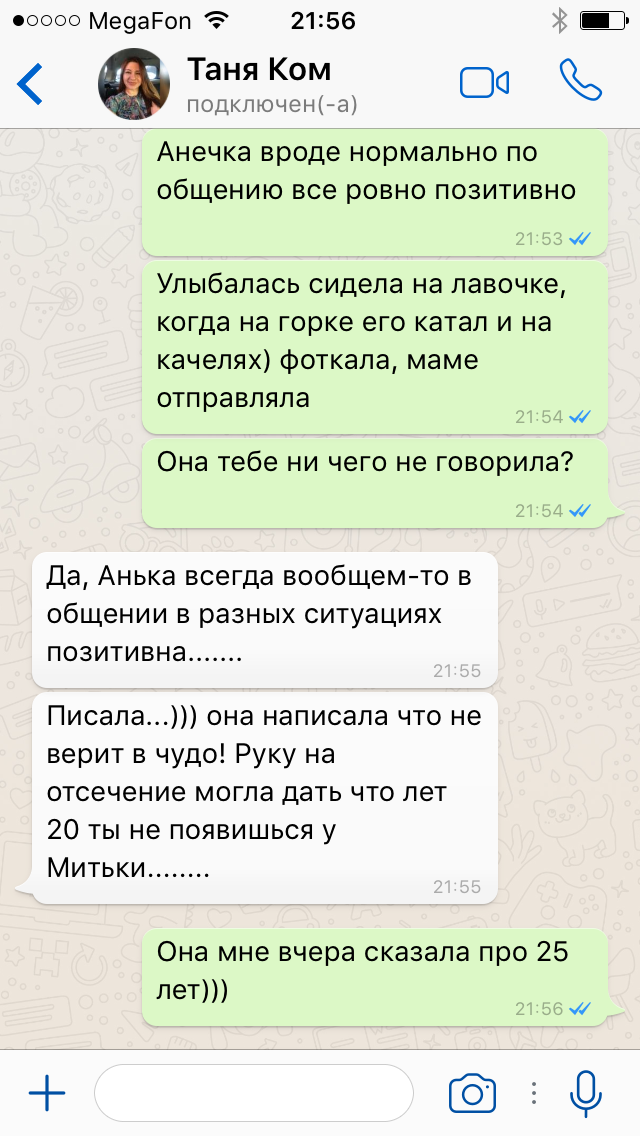 MegaFon 21:56
Таня Ком
подключен(-а)
Анечка вроде нормально по
общению все ровно позитивно
21:53
Улыбалась сидела на лавочке,
когда на горке его катал и на
качелях) фоткала, маме
отправляла
21:54
Она тебе ни чего не говорила?
21:54
Да, Анька всегда вообщем-то в
общении в разных ситуациях
позитивна.......
21:55
Писала...))) она написала что не
верит в чудо! Руку на
отсечение могла дать что лет
20 ты не появишься у
Митьки........
21:55
Она мне вчера сказала про 25
лет)))
21:56